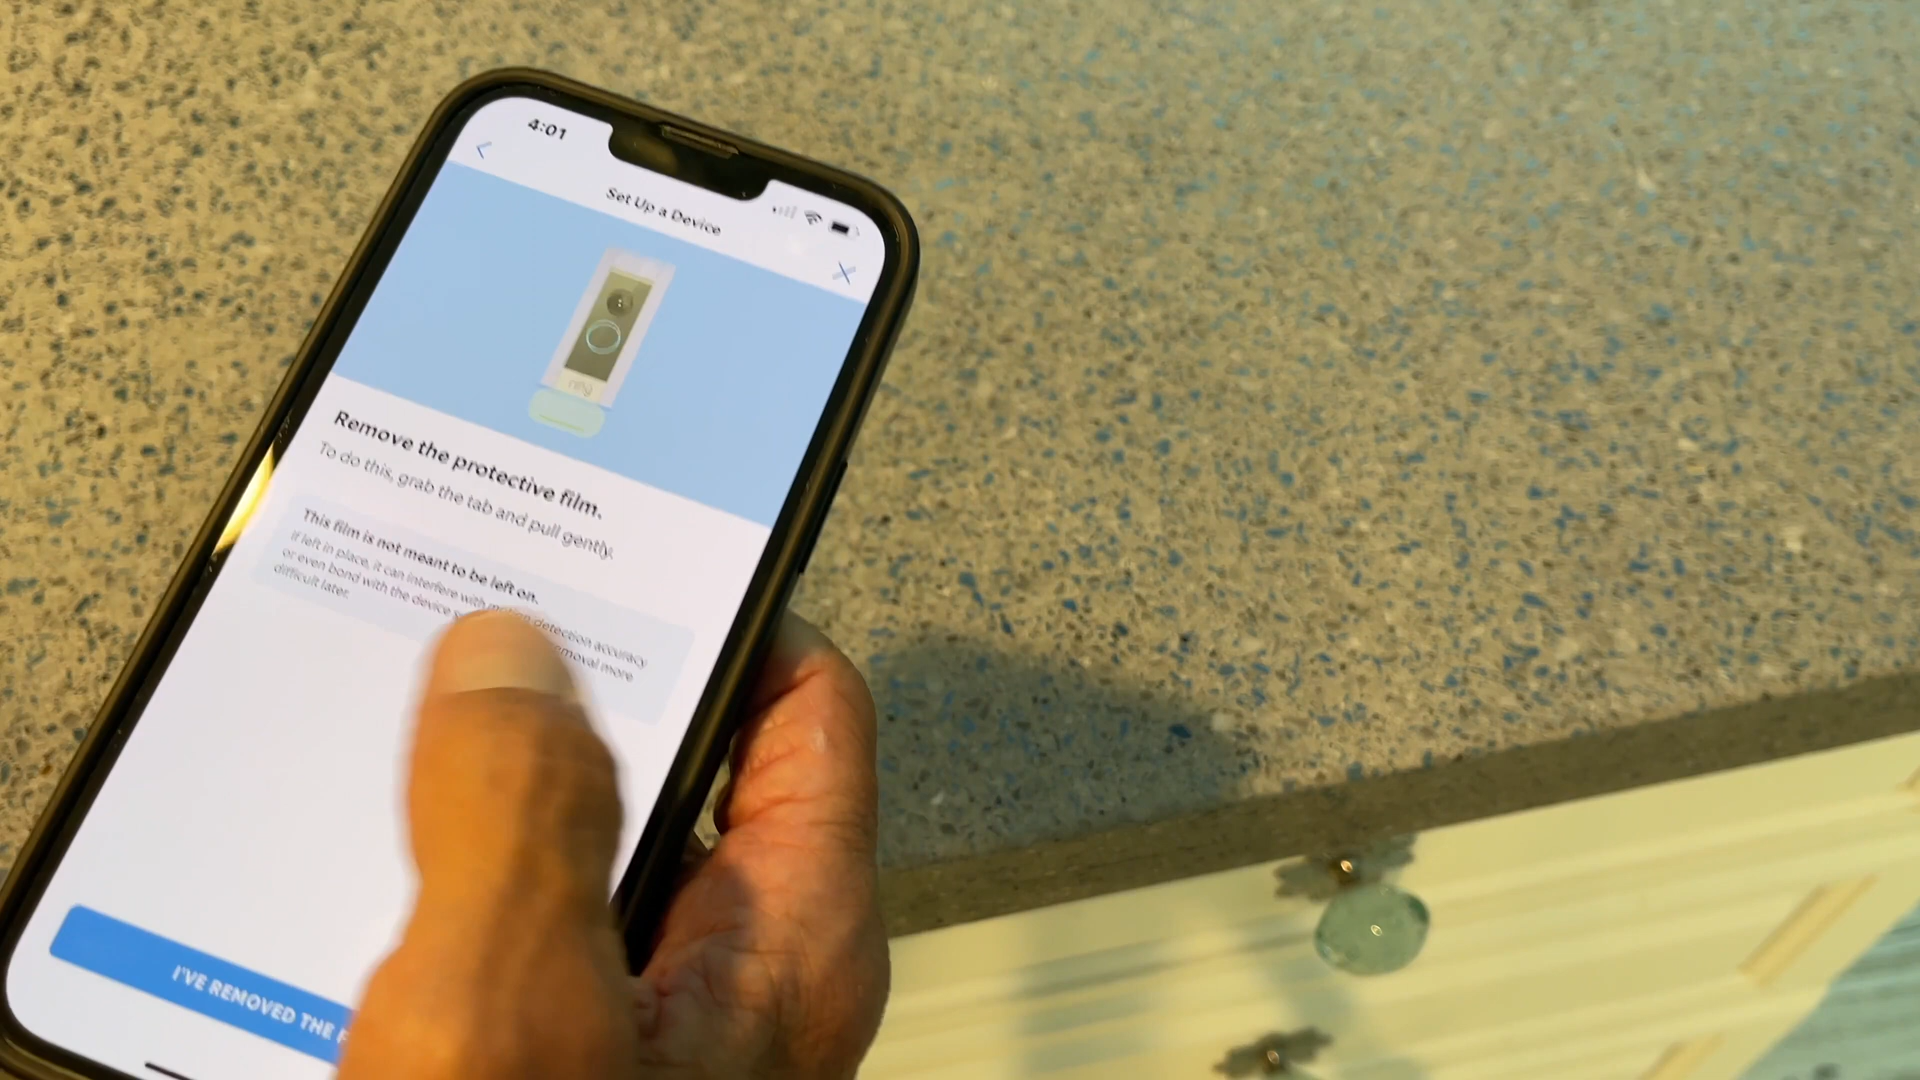 4:01
Set Up a Device
ring
Remove the protective film.
To do this, grab the tab and pull gently.
This film is not meant to be left on.
If left in place, it can interfere with detection accuracy
or even bond with the device removal more
difficult later.
I'VE REMOVED THE